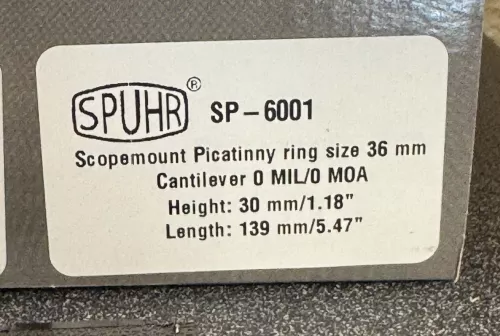 SPUHR® SP-6001
Scopemount Picatinny ring size 36 mm
Cantilever 0 MIL/0 MOA
Height: 30 mm/1.18"
Length: 139 mm/5.47"